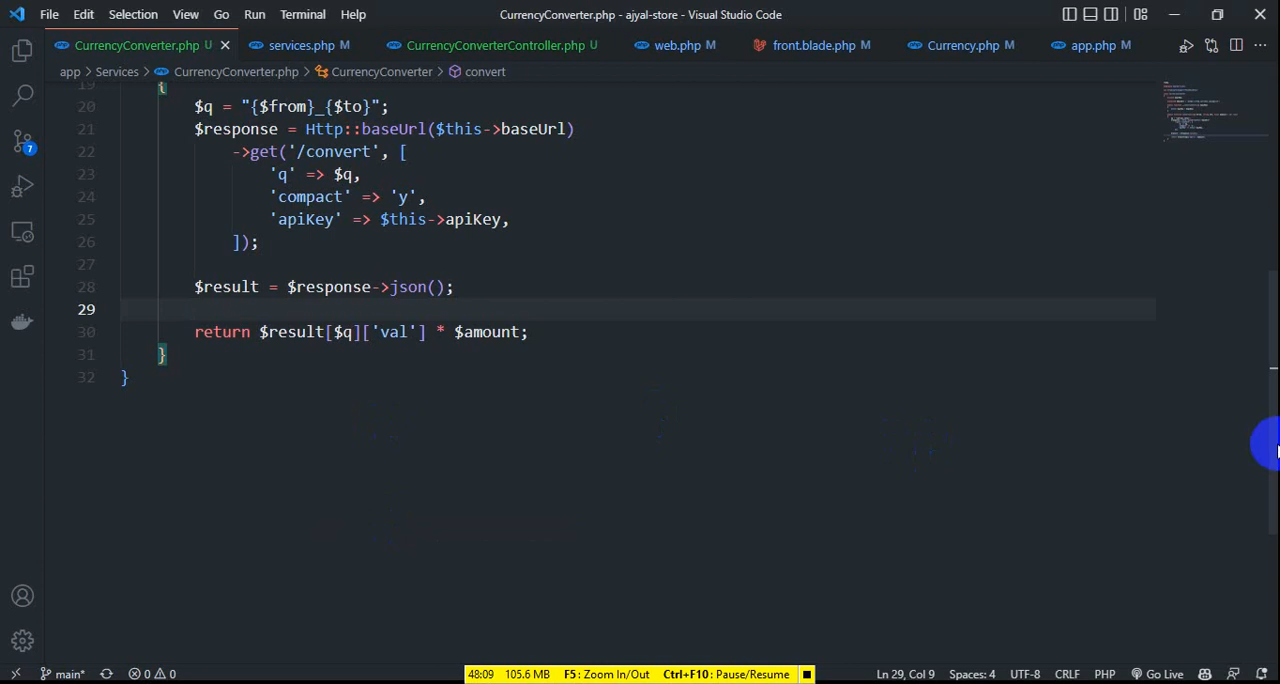 File Edit Selection View Go Run Terminal Help CurrencyConverter.php - ajyal-store - Visual Studio Code
CurrencyConverter.php U services.php M CurrencyConverterController.php U web.php M front.blade.php M Currency.php M app.php M
app > Services > CurrencyConverter.php > CurrencyConverter > convert
19 {
20 $q = "{$from}_{$to}";
21 $response = Http::baseUrl($this->baseUrl)
22 ->get('/convert', [
23 'q' => $q,
24 'compact' => 'y',
25 'apiKey' => $this->apiKey,
26 ]);
27
28 $result = $response->json();
29
30 return $result[$q]['val'] * $amount;
31 }
32 }
7
main* 0 0 48:09 105.6 MB F5: Zoom In/Out Ctrl+F10: Pause/Resume Ln 29, Col 9 Spaces: 4 UTF-8 CRLF PHP Go Live